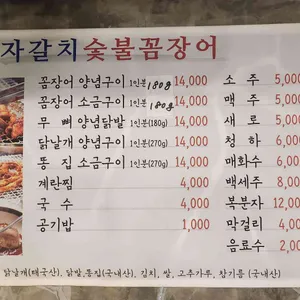 자갈치 숯불꼼장어
꼼장어 양념구이 1인분 180g 14,000
꼼장어 소금구이 1인분 180g 14,000
무 뼈 양념닭발 1인분(180g) 14,000
닭날개 양념구이 1인분(270g) 14,000
똥 집 소금구이 1인분(270g) 14,000
계란찜 4,000
국 수 4,000
공기밥 1,000
소 주 5,000
맥 주 5,000
새 로 5,000
청 하 6,000
매화수 6,000
백세주 8,000
복분자 12,000
막걸리 4,000
음료수 2,000
닭날개(태국산), 닭발,똥집(국내산), 김치, 쌀, 고추가루, 참기름 (국내산)